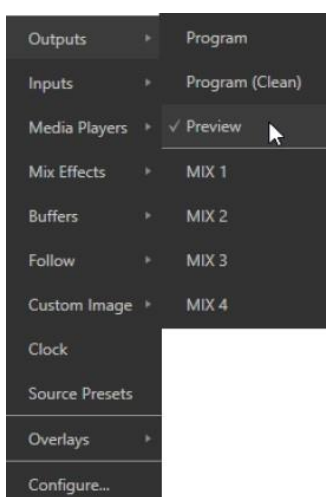 Outputs
Inputs
Media Players
Mix Effects
Buffers
Follow
Custom Image
Clock
Source Presets
Overlays
Configure...
Program
Program (Clean)
Preview
MIX 1
MIX 2
MIX 3
MIX 4